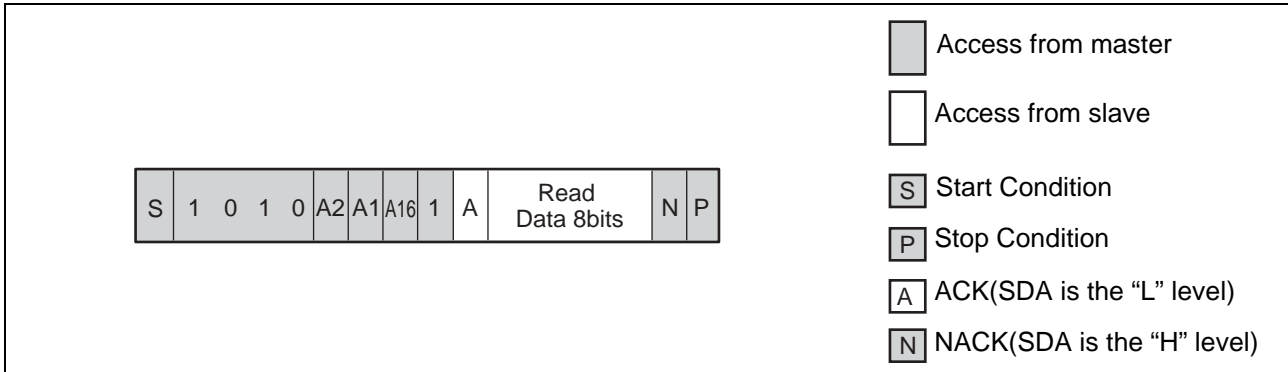 S 1 0 1 0 A2 A1 A16 1 A Read Data 8bits N P
Access from master
Access from slave
S Start Condition
P Stop Condition
A ACK(SDA is the “L” level)
N NACK(SDA is the “H” level)